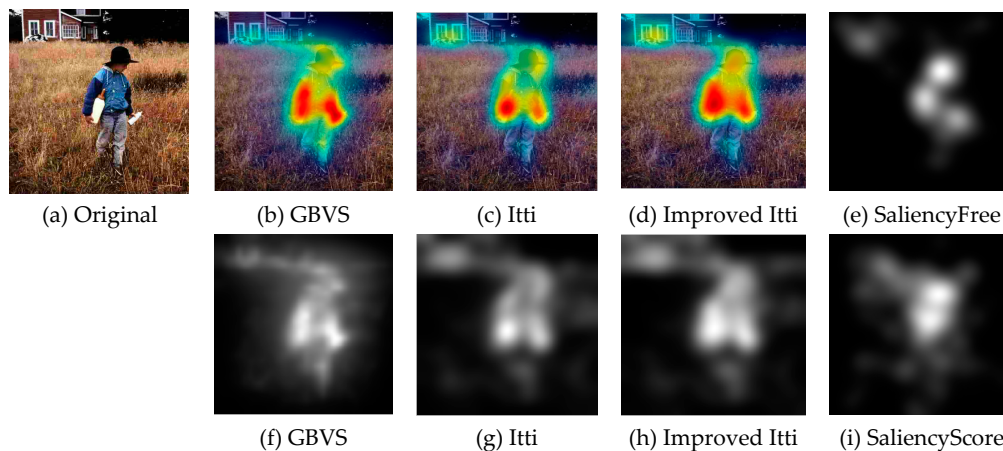 (a) Original (b) GBVS (c) Itti (d) Improved Itti (e) SaliencyFree
(f) GBVS (g) Itti (h) Improved Itti (i) SaliencyScore